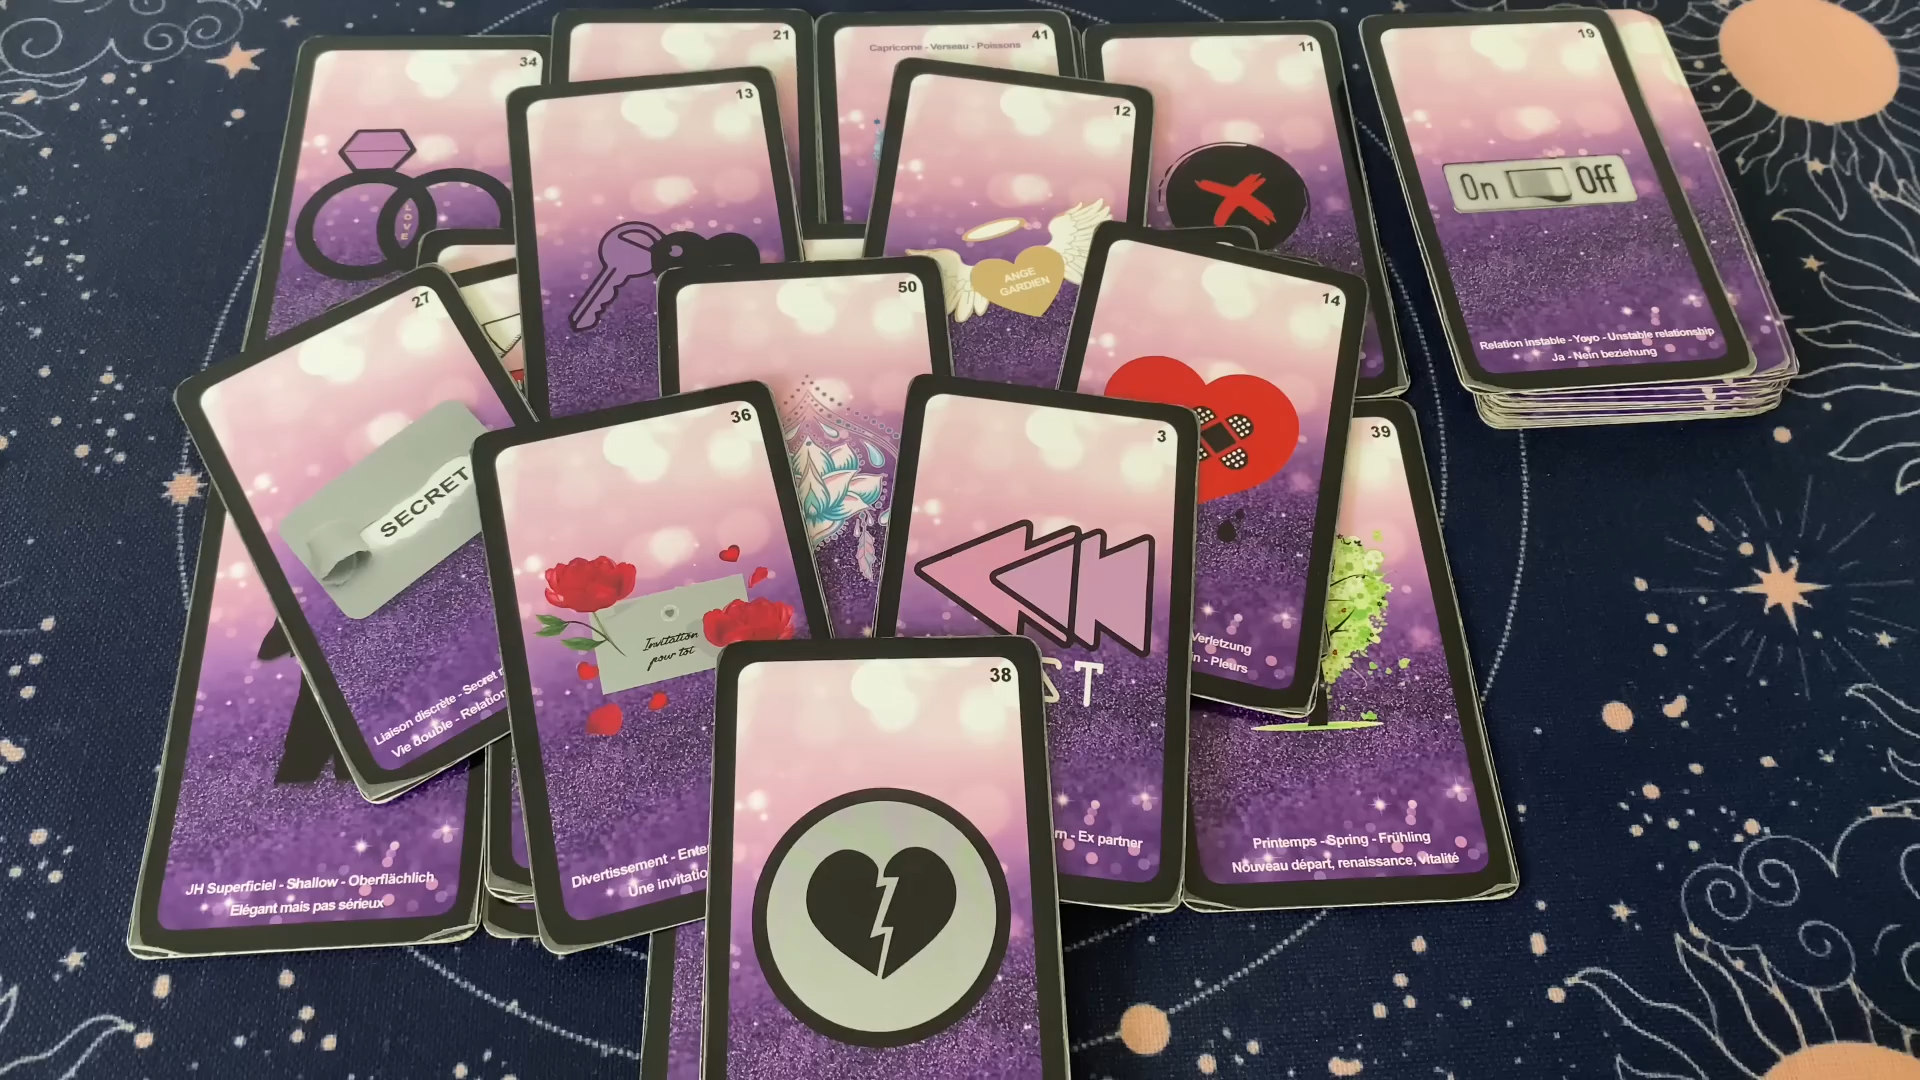 34
LOVE
21
41
Capricorne - Verseau - Poissons
11
19
On Off
Relation instable - Yoyo - Unstable relationship
Ja - Nein beziehung
13
12
ANGE
GARDIEN
27
SECRET
Liaison discrète - Secret
Vie double - Relation
50
14
Verletzung
- Pleurs
36
Invitation
pour toi
Divertissement -
Une invitation
3
ST
- Ex partner
39
Printemps - Spring - Frühling
Nouveau départ, renaissance, vitalité
JH Superficiel - Shallow - Oberflächlich
Elégant mais pas sérieux
38